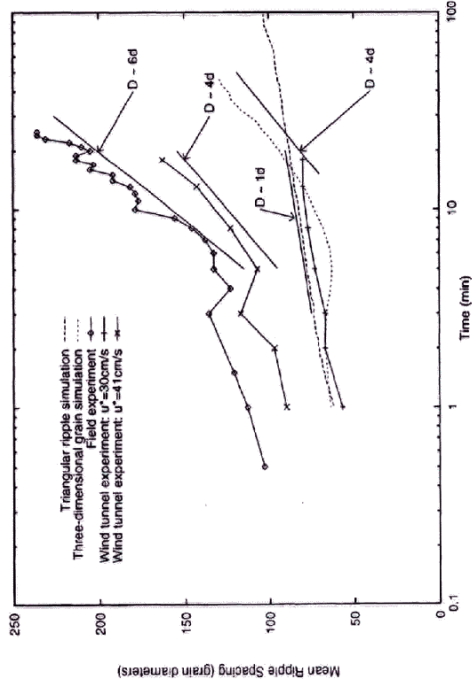 Triangular ripple simulation
Three-dimensional grain simulation
Field experiment
Wind tunnel experiment: u*=30cm/s
Wind tunnel experiment: u*=41cm/s
D ~ 6d
D ~ 4d
D ~ 1d
D ~ 4d
250
200
150
100
50
0
0.1
1
10
100
Time (min)
Mean Ripple Spacing (grain diameters)